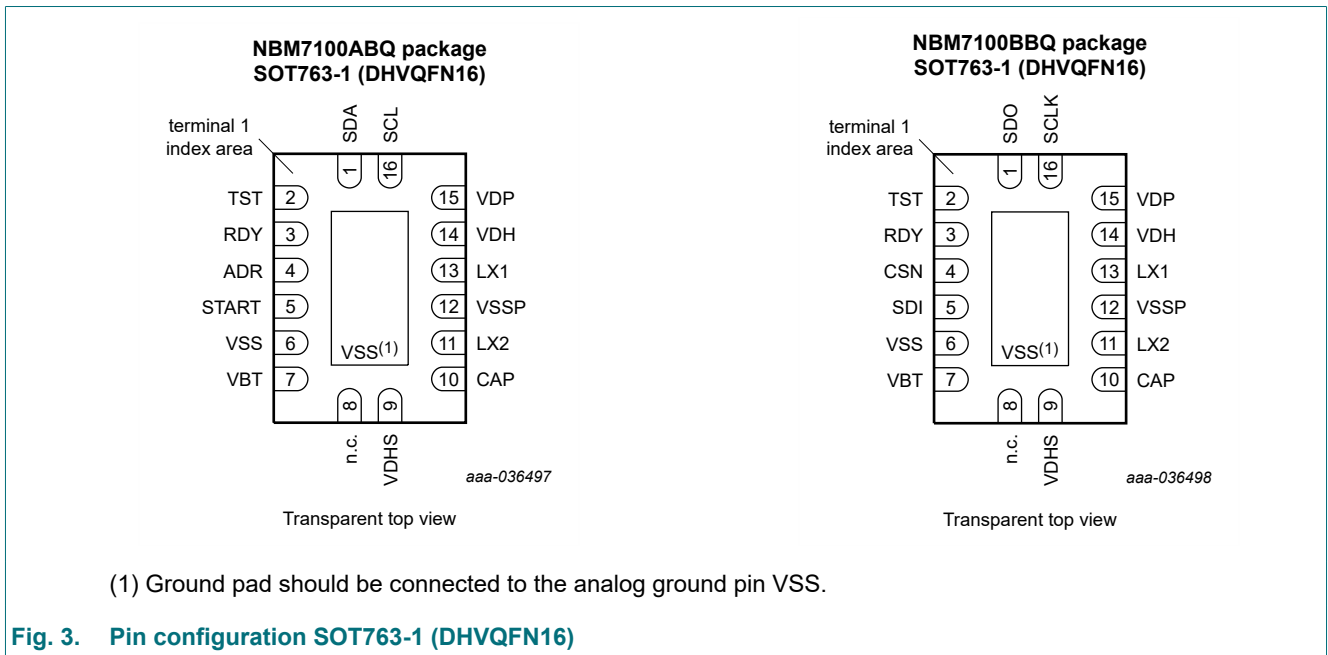 NBM7100ABQ package
SOT763-1 (DHVQFN16)
terminal 1
index area
SDA
SCL
1
16
TST 2
15 VDP
RDY 3
14 VDH
ADR 4
13 LX1
START 5
12 VSSP
VSS 6
11 LX2
VBT 7
10 CAP
VSS(1)
8
9
n.c.
VDHS
aaa-036497
Transparent top view
NBM7100BBQ package
SOT763-1 (DHVQFN16)
terminal 1
index area
SDO
SCLK
1
16
TST 2
15 VDP
RDY 3
14 VDH
CSN 4
13 LX1
SDI 5
12 VSSP
VSS 6
11 LX2
VBT 7
10 CAP
VSS(1)
8
9
n.c.
VDHS
aaa-036498
Transparent top view
(1) Ground pad should be connected to the analog ground pin VSS.
Fig. 3. Pin configuration SOT763-1 (DHVQFN16)